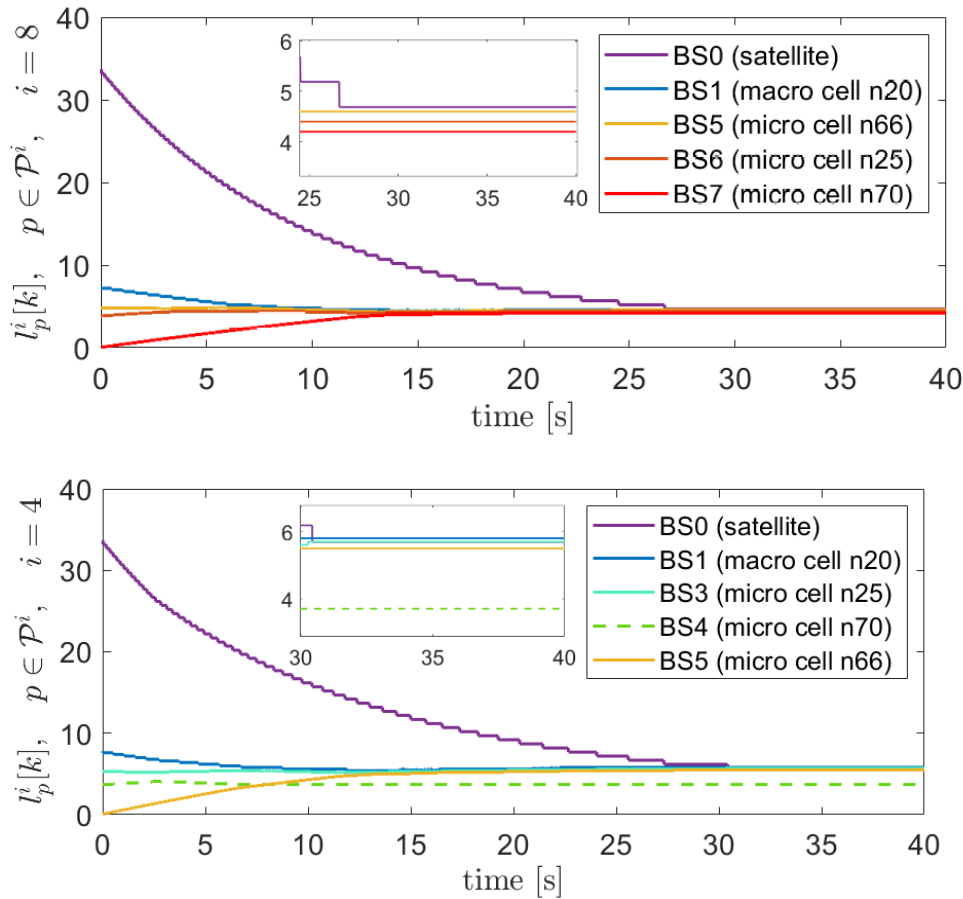 40
30
20
10
0
0
5
10
15
20
25
30
35
40
time [s]
l_p^i[k], p ∈ 𝒫^i, i = 8
6
5
4
25
30
35
40
BS0 (satellite)
BS1 (macro cell n20)
BS5 (micro cell n66)
BS6 (micro cell n25)
BS7 (micro cell n70)
40
30
20
10
0
0
5
10
15
20
25
30
35
40
time [s]
l_p^i[k], p ∈ 𝒫^i, i = 4
6
4
30
35
40
BS0 (satellite)
BS1 (macro cell n20)
BS3 (micro cell n25)
BS4 (micro cell n70)
BS5 (micro cell n66)